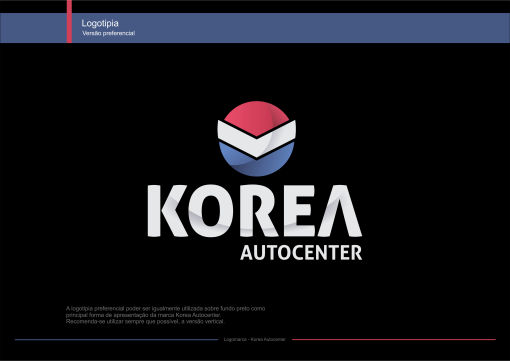 Logotipia
Versão preferencial
KOREA
AUTOCENTER
A logotipia preferencial poder ser igualmente utilizada sobre fundo preto como
principal forma de apresentação da marca Korea Autocenter.
Recomenda-se utilizar sempre que possível, a versão vertical.
Logomarca - Korea Autocenter